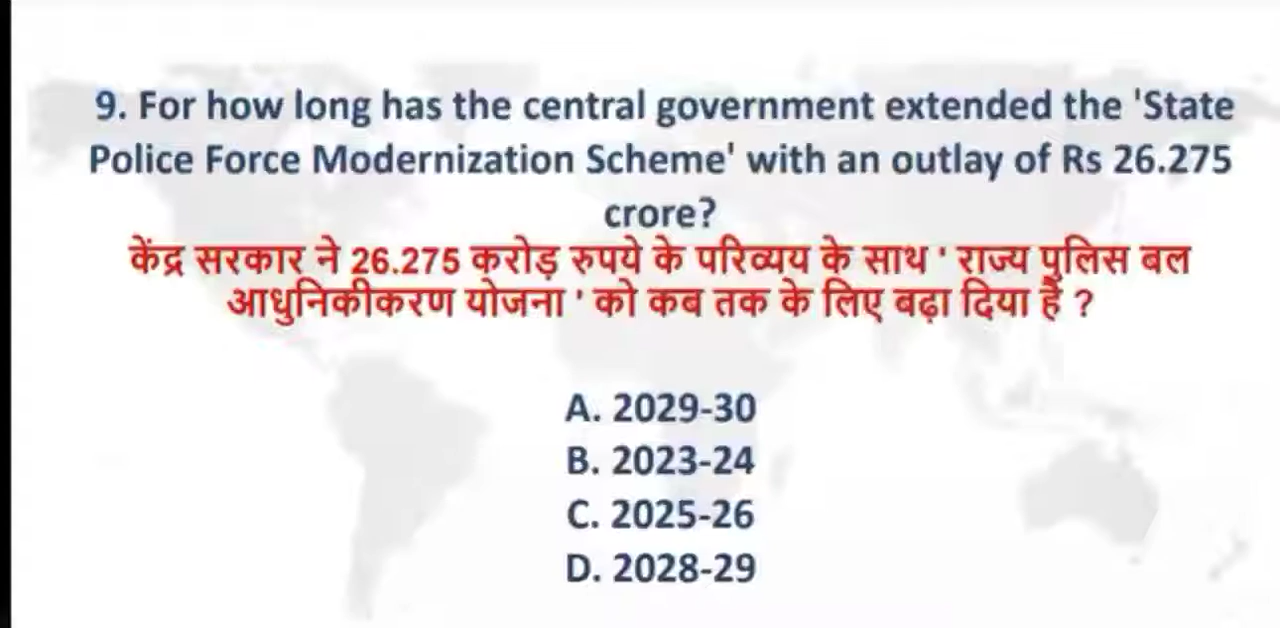 9. For how long has the central government extended the 'State
Police Force Modernization Scheme' with an outlay of Rs 26.275
crore?
केंद्र सरकार ने 26.275 करोड़ रुपये के परिव्यय के साथ ' राज्य पुलिस बल
आधुनिकीकरण योजना ' को कब तक के लिए बढ़ा दिया है ?
A. 2029-30
B. 2023-24
C. 2025-26
D. 2028-29